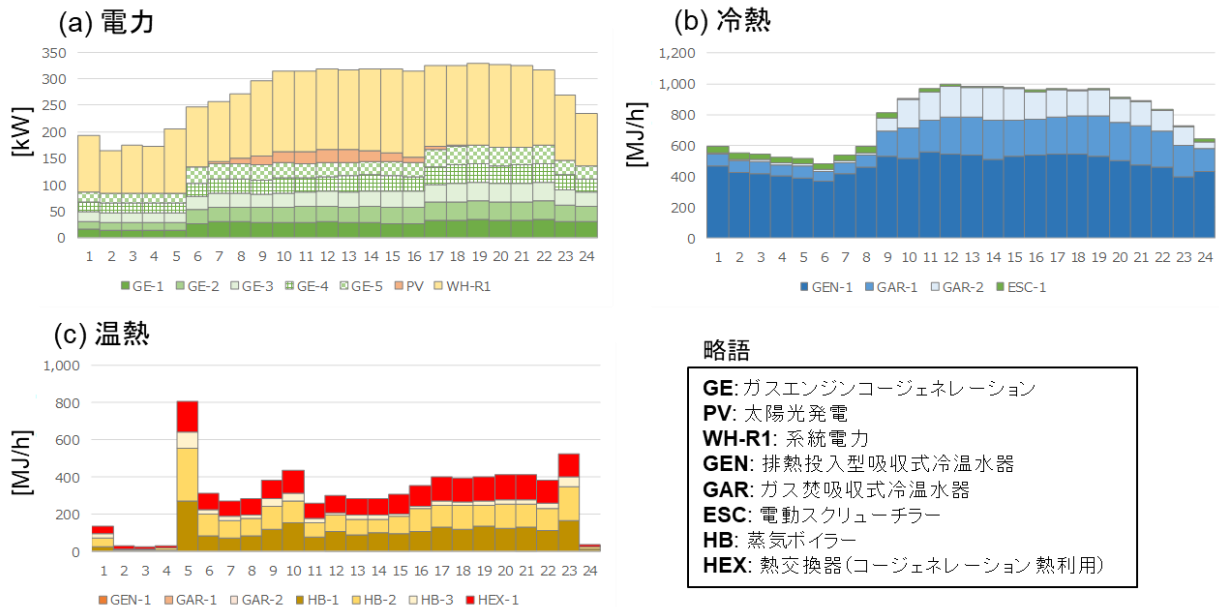 (a) 電力
[kW]
350
300
250
200
150
100
50
0
1 2 3 4 5 6 7 8 9 10 11 12 13 14 15 16 17 18 19 20 21 22 23 24
GE-1 GE-2 GE-3 GE-4 GE-5 PV WH-R1
(b) 冷熱
[MJ/h]
1,200
1,000
800
600
400
200
0
1 2 3 4 5 6 7 8 9 10 11 12 13 14 15 16 17 18 19 20 21 22 23 24
GEN-1 GAR-1 GAR-2 ESC-1
(c) 温熱
[MJ/h]
1,000
800
600
400
200
0
1 2 3 4 5 6 7 8 9 10 11 12 13 14 15 16 17 18 19 20 21 22 23 24
GEN-1 GAR-1 GAR-2 HB-1 HB-2 HB-3 HEX-1
略語
GE: ガスエンジンコージェネレーション
PV: 太陽光発電
WH-R1: 系統電力
GEN: 排熱投入型吸収式冷温水器
GAR: ガス焚吸収式冷温水器
ESC: 電動スクリューチラー
HB: 蒸気ボイラー
HEX: 熱交換器(コージェネレーション熱利用)